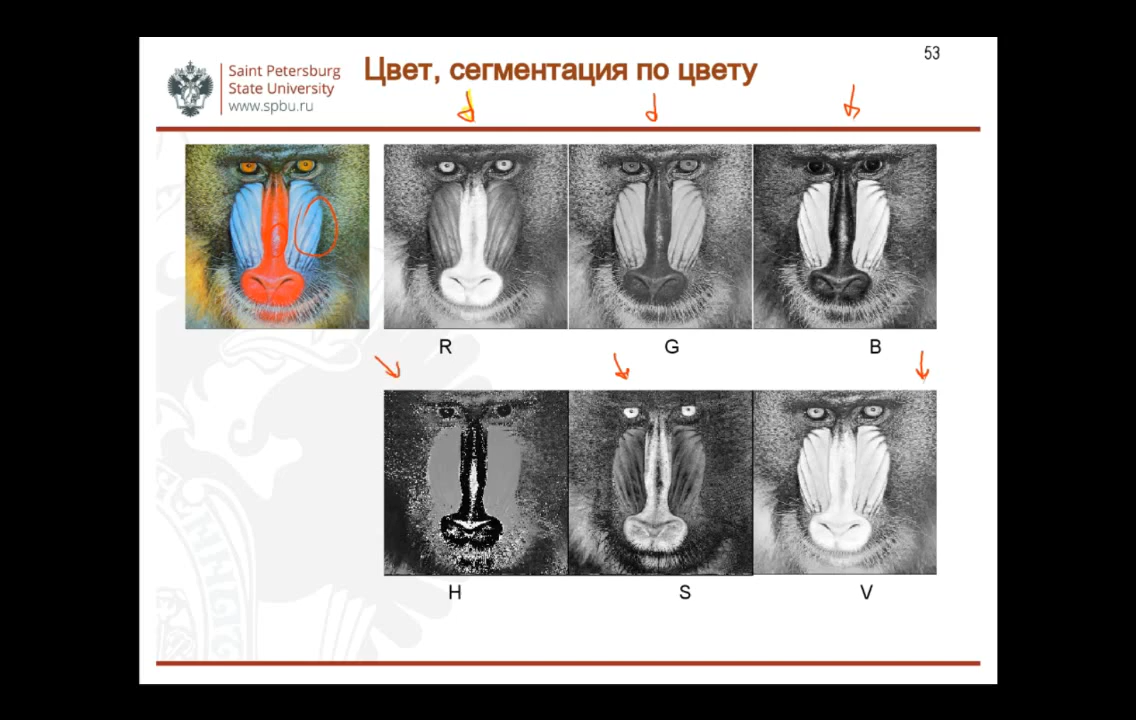 53
Saint Petersburg
State University
www.spbu.ru
Цвет, сегментация по цвету
R
G
B
H
S
V